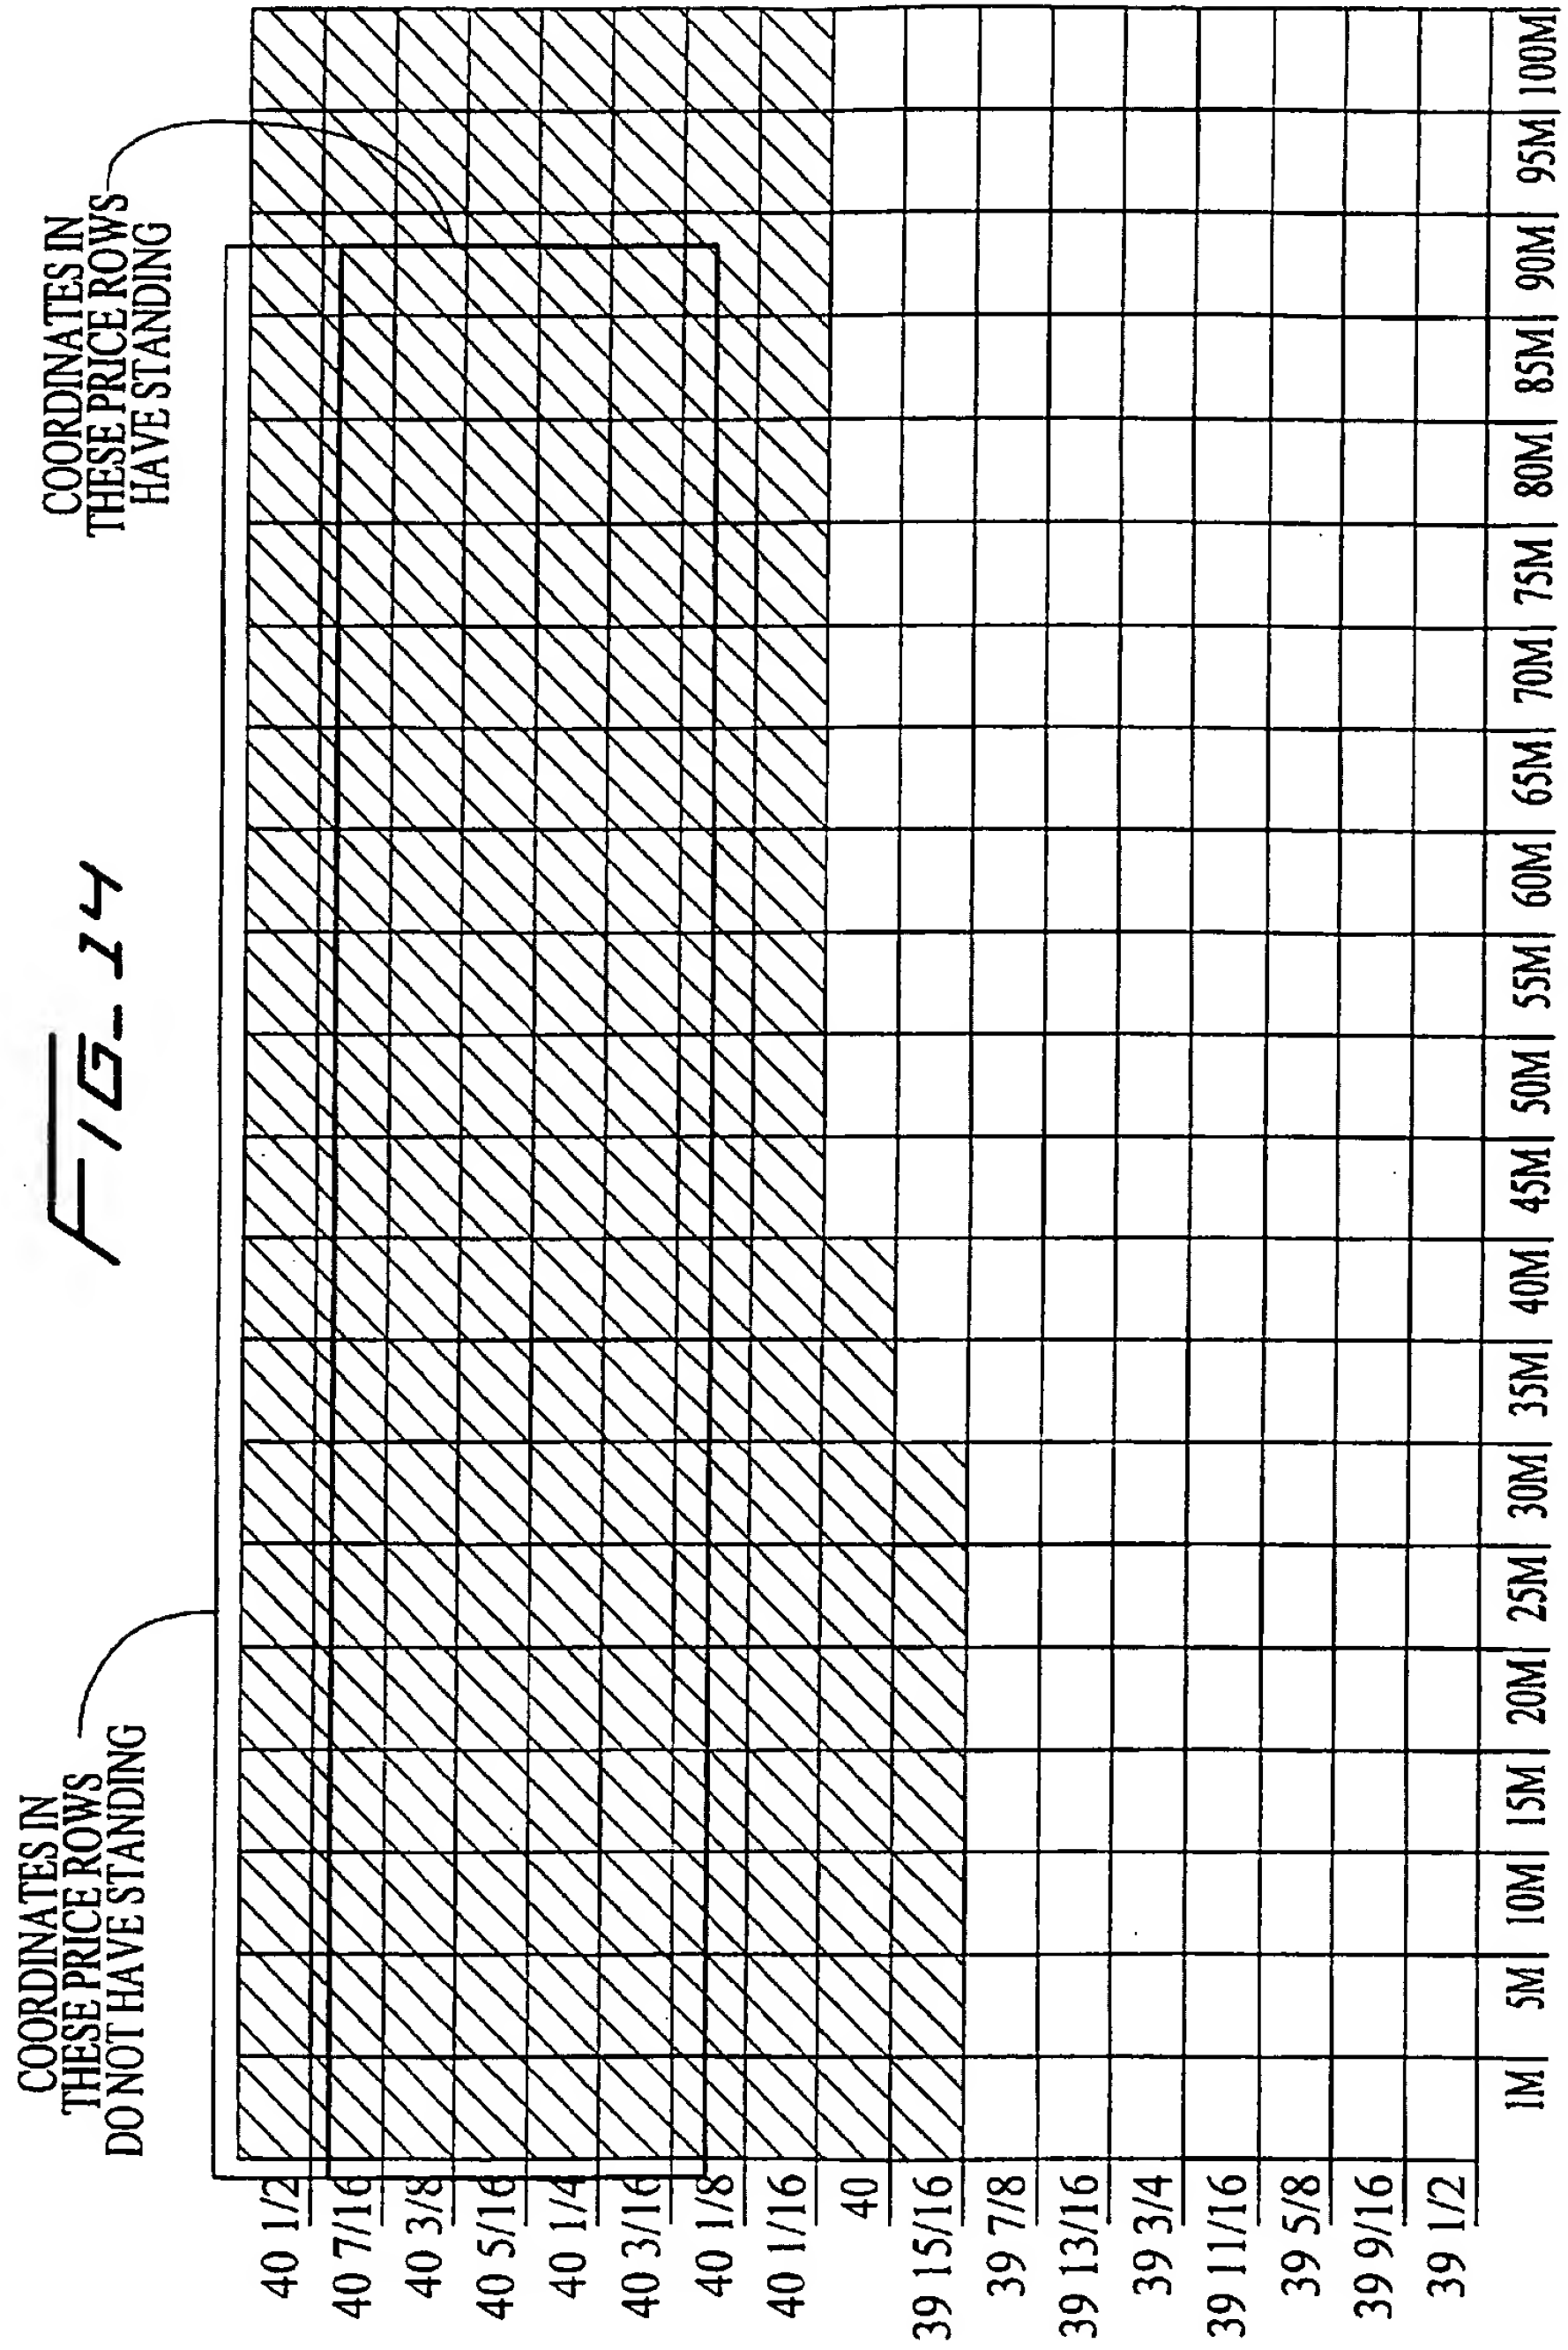 FIG_14
COORDINATES IN
THESE PRICE ROWS
DO NOT HAVE STANDING
COORDINATES IN
THESE PRICE ROWS
HAVE STANDING
40 1/2
40 7/16
40 3/8
40 5/16
40 1/4
40 3/16
40 1/8
40 1/16
40
39 15/16
39 7/8
39 13/16
39 3/4
39 11/16
39 5/8
39 9/16
39 1/2
1M 5M 10M 15M 20M 25M 30M 35M 40M 45M 50M 55M 60M 65M 70M 75M 80M 85M 90M 95M 100M